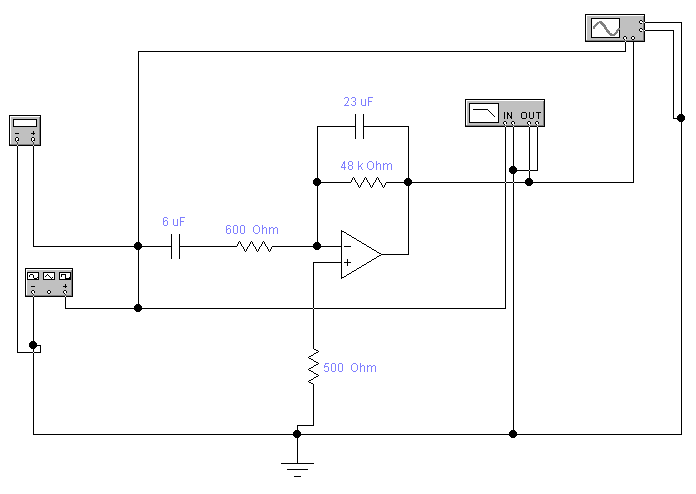 IN OUT
23 uF
- +
48 k Ohm
6 uF
600 Ohm
−
+
- +
500 Ohm